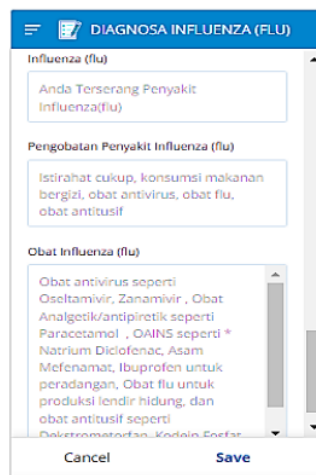 DIAGNOSA INFLUENZA (FLU)
Influenza (flu)
Anda Terserang Penyakit
Influenza(flu)
Pengobatan Penyakit Influenza (flu)
Istirahat cukup, konsumsi makanan
bergizi, obat antivirus, obat flu,
obat antitusif
Obat Influenza (flu)
Obat antivirus seperti
Oseltamivir, Zanamivir , Obat
Analgetik/antipiretik seperti
Paracetamol , OAINS seperti *
Natrium Diclofenac, Asam
Mefenamat, Ibuprofen untuk
peradangan, Obat flu untuk
produksi lendir hidung, dan
obat antitusif seperti
Dekstrometorfan, Kodein Fosfat
Cancel Save